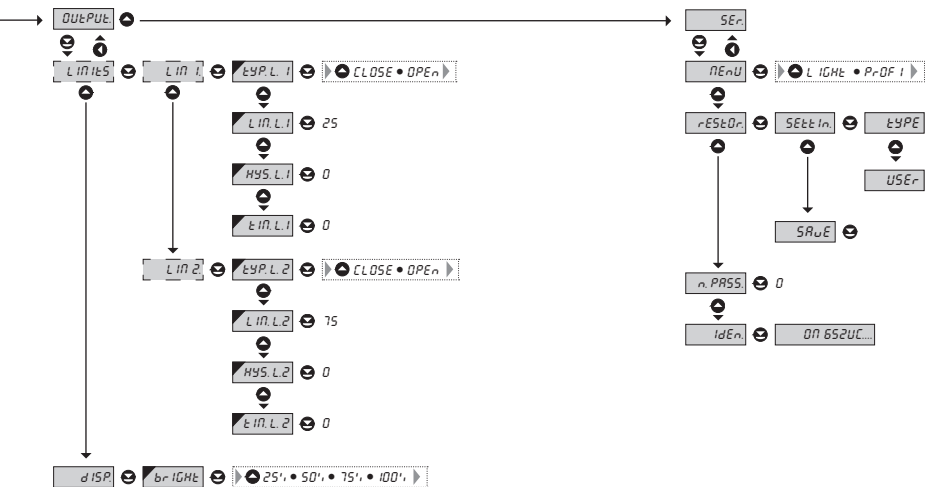 OUtPUt. SEr.
LIMItS LIM 1. tYP. L. 1 CLOSE • OPEn MEnU LIGHt • PrOF 1
LIM. L.1 25 rEStOr. SEttIn. tYPE
HYS. L.1 0 USEr
tIM. L.1 0 SAvE
LIM 2. tYP. L. 2 CLOSE • OPEn n. PASS. 0
LIM. L.2 75 IdEn. OM 652UC....
HYS. L.2 0
tIM. L. 2 0
dISP. brIGHt 25% • 50% • 75% • 100%